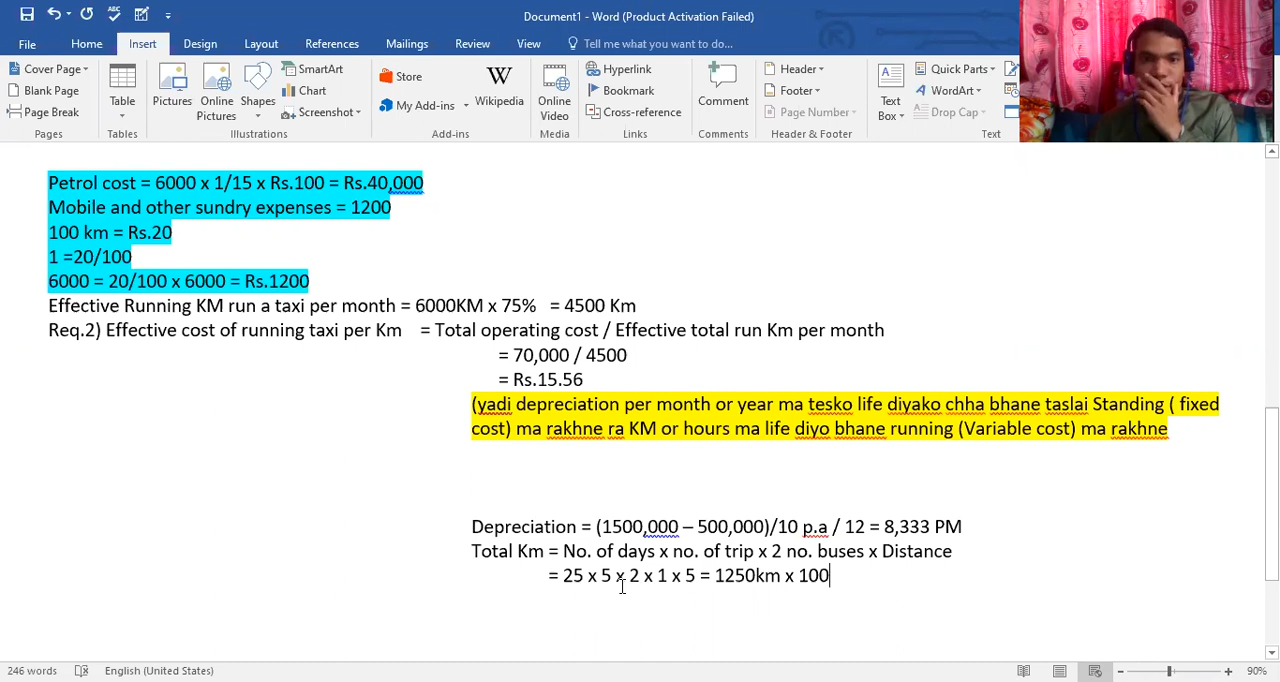 Document1 - Word (Product Activation Failed)
File Home Insert Design Layout References Mailings Review View Tell me what you want to do...
Cover Page
Blank Page
Page Break
Pages
Table
Tables
Pictures
Online Pictures
Shapes
SmartArt
Chart
Screenshot
Illustrations
Store
My Add-ins
Wikipedia
Add-ins
Online Video
Media
Hyperlink
Bookmark
Cross-reference
Links
Comment
Comments
Header
Footer
Page Number
Header & Footer
Text Box
Quick Parts
WordArt
Drop Cap
Text
Petrol cost = 6000 x 1/15 x Rs.100 = Rs.40,000
Mobile and other sundry expenses = 1200
100 km = Rs.20
1 =20/100
6000 = 20/100 x 6000 = Rs.1200
Effective Running KM run a taxi per month = 6000KM x 75% = 4500 Km
Req.2) Effective cost of running taxi per Km = Total operating cost / Effective total run Km per month
= 70,000 / 4500
= Rs.15.56
(yadi depreciation per month or year ma tesko life diyako chha bhane taslai Standing ( fixed
cost) ma rakhne ra KM or hours ma life diyo bhane running (Variable cost) ma rakhne
Depreciation = (1500,000 – 500,000)/10 p.a / 12 = 8,333 PM
Total Km = No. of days x no. of trip x 2 no. buses x Distance
= 25 x 5 x 2 x 1 x 5 = 1250km x 100
246 words English (United States) 90%